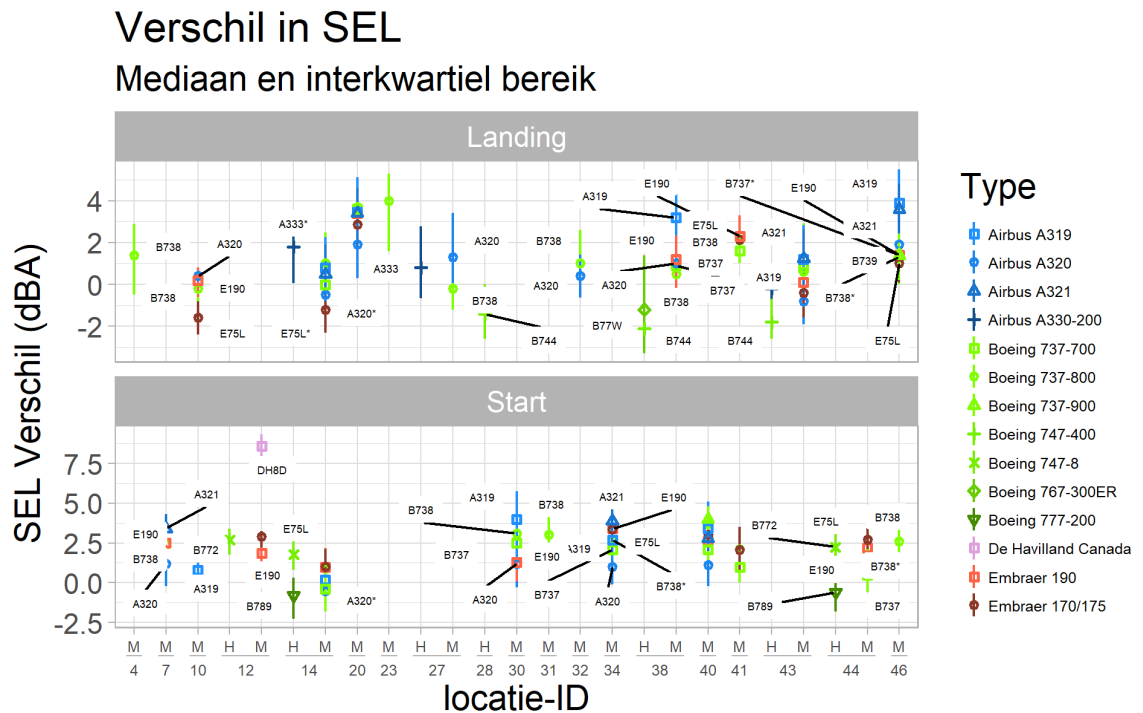 Verschil in SEL
Mediaan en interkwartiel bereik
Landing
SEL Verschil (dBA)
4
2
0
-2
B738
B738
A320
E190
E75L
A333*
E75L*
A320*
A333
A320
B738
B744
B738
A320
A319
E190
E190
A320
B77W
B738
B744
E75L
B738
B737
B737
B737*
A321
A319
B744
E190
A319
A321
B739
B738*
E75L
Start
7.5
5.0
2.5
0.0
-2.5
E190
B738
A320
A321
B772
A319
DH8D
E75L
E190
B789
A320*
B738
B737
A319
A320
B738
E190
B737
A319
A321
E190
E75L
B738*
A320
B772
B789
E75L
E190
B738
B738*
B737
M M M H M H M M M H M H M M M M H M M M H M H M M
4 7 10 12 14 20 23 27 28 30 31 32 34 38 40 41 43 44 46
locatie-ID
Type
Airbus A319
Airbus A320
Airbus A321
Airbus A330-200
Boeing 737-700
Boeing 737-800
Boeing 737-900
Boeing 747-400
Boeing 747-8
Boeing 767-300ER
Boeing 777-200
De Havilland Canada
Embraer 190
Embraer 170/175